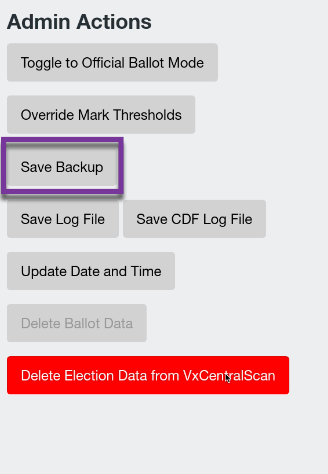 Admin Actions
Toggle to Official Ballot Mode
Override Mark Thresholds
Save Backup
Save Log File Save CDF Log File
Update Date and Time
Delete Ballot Data
Delete Election Data from VxCentralScan